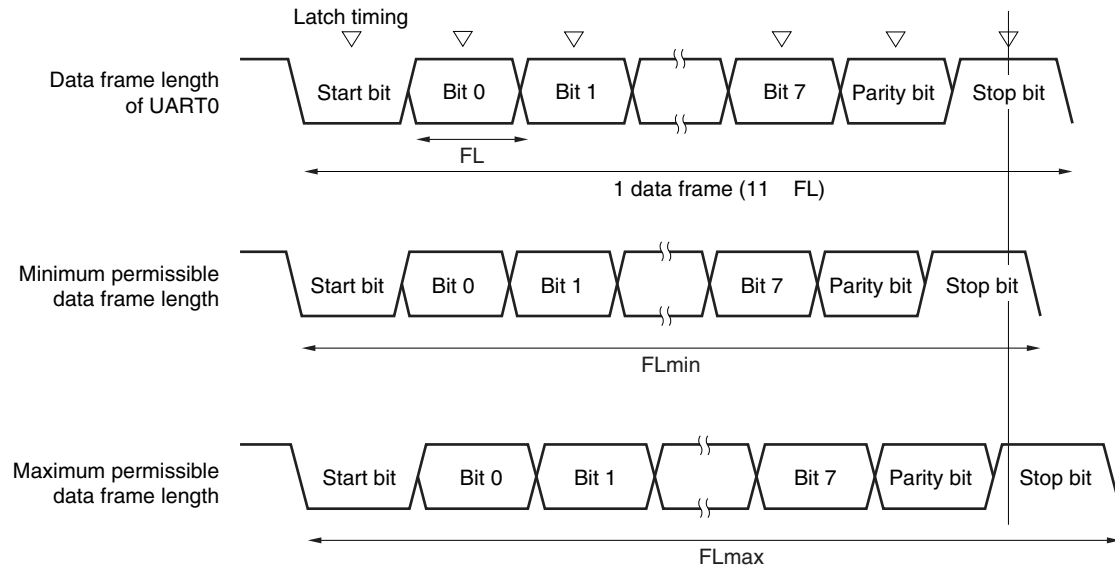 Latch timing
Data frame length
of UART0
Start bit
Bit 0
Bit 1
Bit 7
Parity bit
Stop bit
FL
1 data frame (11 FL)
Minimum permissible
data frame length
Start bit
Bit 0
Bit 1
Bit 7
Parity bit
Stop bit
FLmin
Maximum permissible
data frame length
Start bit
Bit 0
Bit 1
Bit 7
Parity bit
Stop bit
FLmax